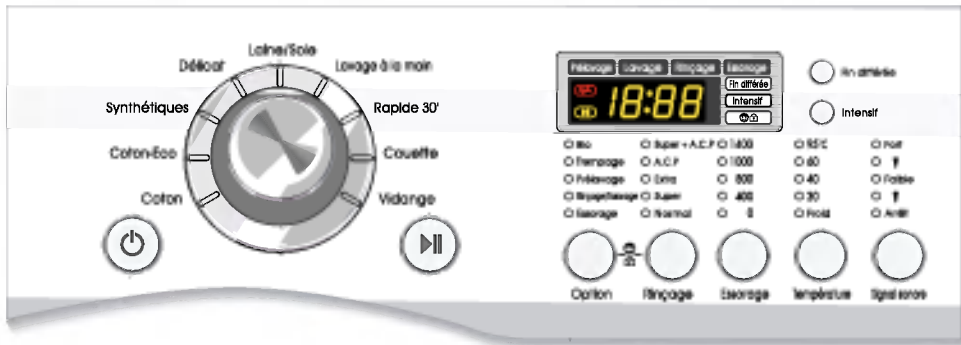 Laine/Soie
Délicat
Lavage à la main
Synthétiques
Rapide 30'
Coton-Eco
Couette
Coton
Vidange
Prélavage Lavage Rinçage Essorage
18:88
Fin différée
Intensif
Fin différée
Intensif
Bio Super + A.C.P 1400 95°C Fort
Trempage A.C.P 1000 60
Prélavage Extra 800 40 Faible
Rinçage/Essorage Super 400 30
Essorage Normal 0 Froid Arrêt
Option Rinçage Essorage Température Signal sonore